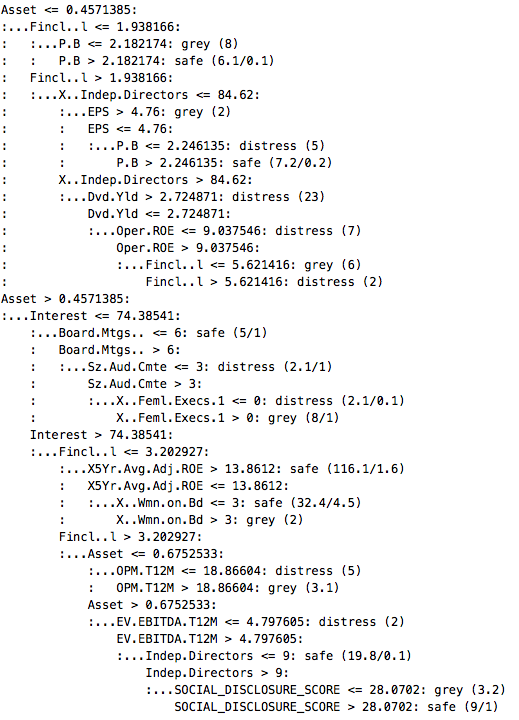 Asset <= 0.4571385:
:...Fincl..l <= 1.938166:
:   :...P.B <= 2.182174: grey (8)
:   :   P.B > 2.182174: safe (6.1/0.1)
:   Fincl..l > 1.938166:
:   :...X..Indep.Directors <= 84.62:
:       :...EPS > 4.76: grey (2)
:       :   EPS <= 4.76:
:       :   :...P.B <= 2.246135: distress (5)
:       :       P.B > 2.246135: safe (7.2/0.2)
:       X..Indep.Directors > 84.62:
:       :...Dvd.Yld > 2.724871: distress (23)
:           Dvd.Yld <= 2.724871:
:           :...Oper.ROE <= 9.037546: distress (7)
:               Oper.ROE > 9.037546:
:               :...Fincl..l <= 5.621416: grey (6)
:                   Fincl..l > 5.621416: distress (2)
Asset > 0.4571385:
:...Interest <= 74.38541:
    :...Board.Mtgs.. <= 6: safe (5/1)
    :   Board.Mtgs.. > 6:
    :   :...Sz.Aud.Cmte <= 3: distress (2.1/1)
    :       Sz.Aud.Cmte > 3:
    :       :...X..Feml.Execs.1 <= 0: distress (2.1/0.1)
    :           X..Feml.Execs.1 > 0: grey (8/1)
    Interest > 74.38541:
    :...Fincl..l <= 3.202927:
        :...X5Yr.Avg.Adj.ROE > 13.8612: safe (116.1/1.6)
        :   X5Yr.Avg.Adj.ROE <= 13.8612:
        :   :...X..Wmn.on.Bd <= 3: safe (32.4/4.5)
        :       X..Wmn.on.Bd > 3: grey (2)
        Fincl..l > 3.202927:
        :...Asset <= 0.6752533:
            :...OPM.T12M <= 18.86604: distress (5)
            :   OPM.T12M > 18.86604: grey (3.1)
            Asset > 0.6752533:
            :...EV.EBITDA.T12M <= 4.797605: distress (2)
                EV.EBITDA.T12M > 4.797605:
                :...Indep.Directors <= 9: safe (19.8/0.1)
                    Indep.Directors > 9:
                    :...SOCIAL_DISCLOSURE_SCORE <= 28.0702: grey (3.2)
                        SOCIAL_DISCLOSURE_SCORE > 28.0702: safe (9/1)